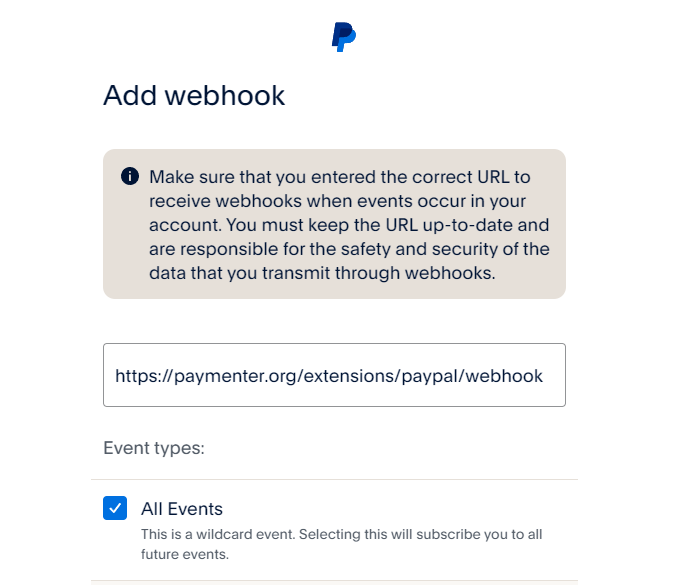 Add webhook
Make sure that you entered the correct URL to
receive webhooks when events occur in your
account. You must keep the URL up-to-date and
are responsible for the safety and security of the
data that you transmit through webhooks.
https://paymenter.org/extensions/paypal/webhook
Event types:
All Events
This is a wildcard event. Selecting this will subscribe you to all
future events.